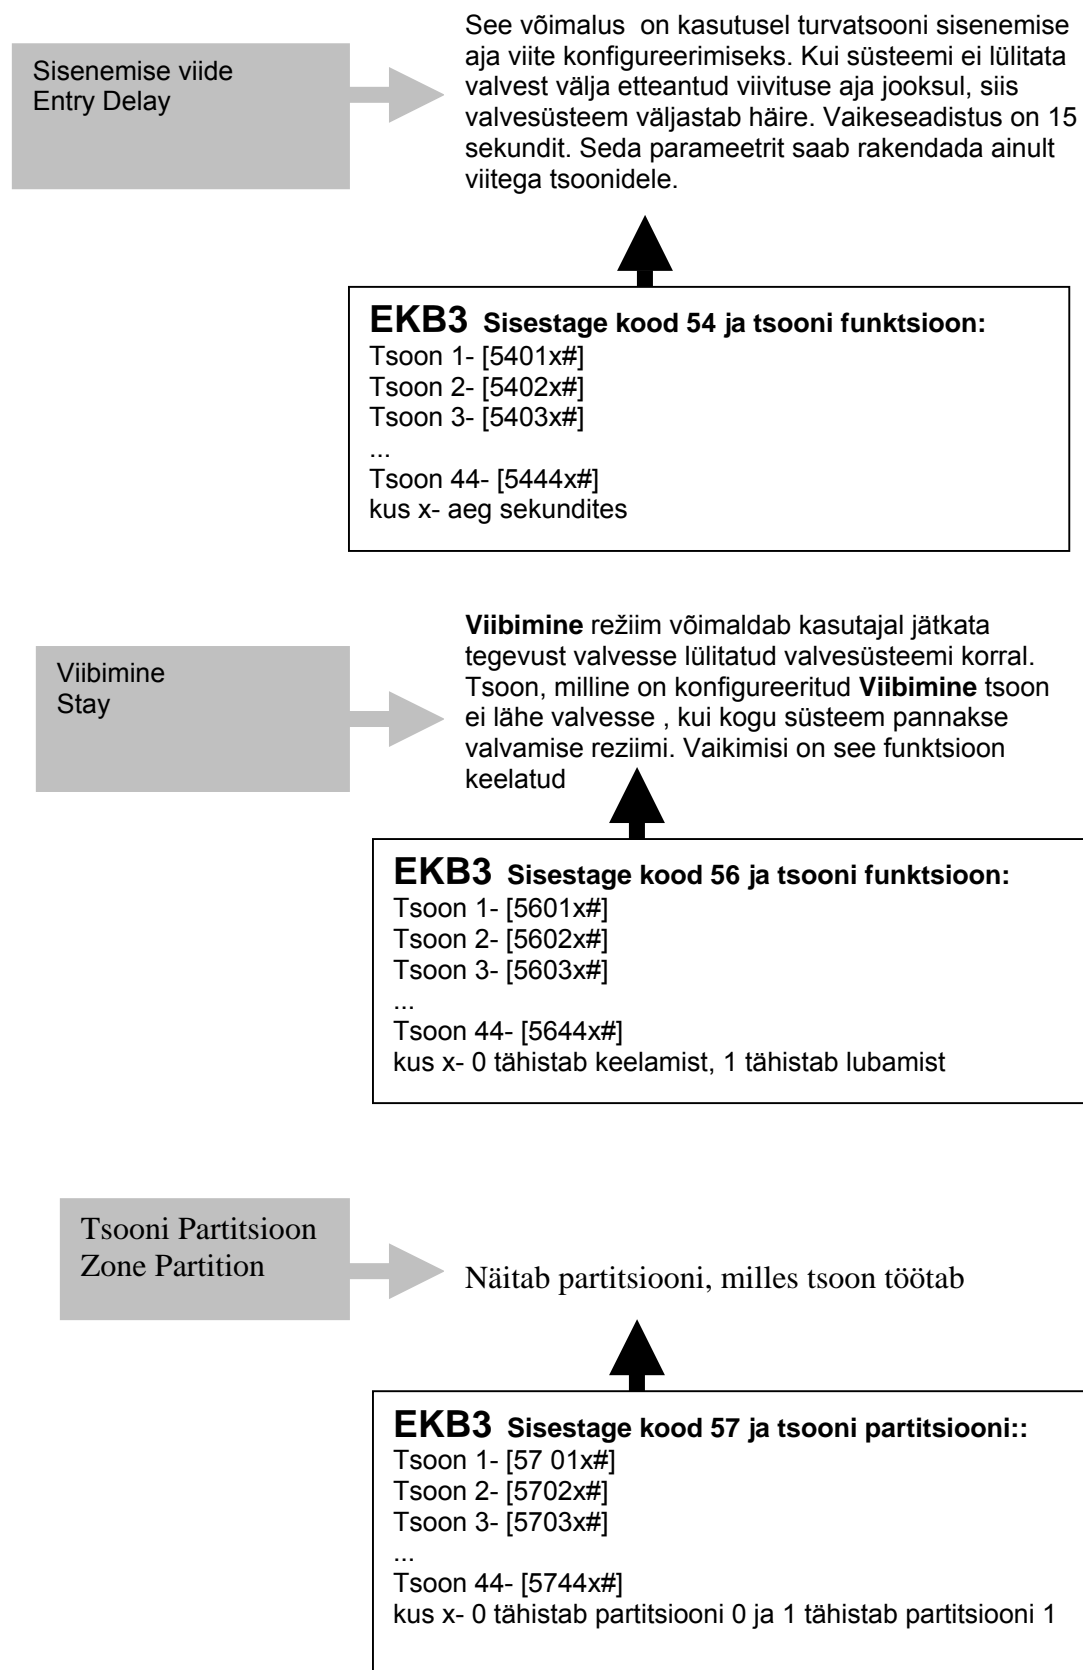 Sisenemise viide
Entry Delay
See võimalus on kasutusel turvatsooni sisenemise
aja viite konfigureerimiseks. Kui süsteemi ei lülitata
valvest välja etteantud viivituse aja jooksul, siis
valvesüsteem väljastab häire. Vaikeseadistus on 15
sekundit. Seda parameetrit saab rakendada ainult
viitega tsoonidele.
EKB3 Sisestage kood 54 ja tsooni funktsioon:
Tsoon 1- [5401x#]
Tsoon 2- [5402x#]
Tsoon 3- [5403x#]
...
Tsoon 44- [5444x#]
kus x- aeg sekundites
Viibimine
Stay
Viibimine režiim võimaldab kasutajal jätkata
tegevust valvesse lülitatud valvesüsteemi korral.
Tsoon, milline on konfigureeritud Viibimine tsoon
ei lähe valvesse , kui kogu süsteem pannakse
valvamise reziimi. Vaikimisi on see funktsioon
keelatud
EKB3 Sisestage kood 56 ja tsooni funktsioon:
Tsoon 1- [5601x#]
Tsoon 2- [5602x#]
Tsoon 3- [5603x#]
...
Tsoon 44- [5644x#]
kus x- 0 tähistab keelamist, 1 tähistab lubamist
Tsooni Partitsioon
Zone Partition
Näitab partitsiooni, milles tsoon töötab
EKB3 Sisestage kood 57 ja tsooni partitsiooni::
Tsoon 1- [57 01x#]
Tsoon 2- [5702x#]
Tsoon 3- [5703x#]
...
Tsoon 44- [5744x#]
kus x- 0 tähistab partitsiooni 0 ja 1 tähistab partitsiooni 1